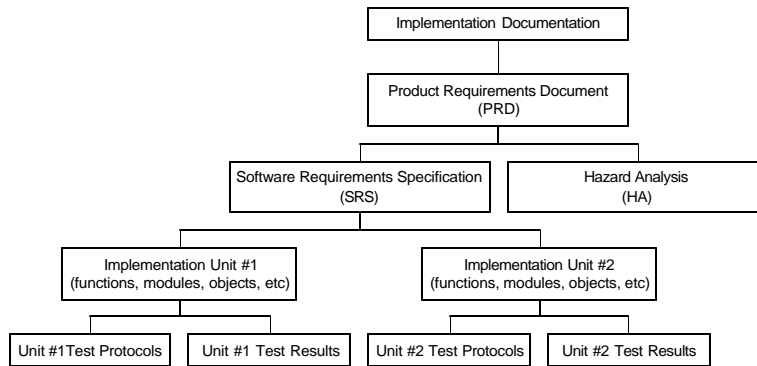 Implementation Documentation
Product Requirements Document
(PRD)
Software Requirements Specification
(SRS)
Hazard Analysis
(HA)
Implementation Unit #1
(functions, modules, objects, etc)
Implementation Unit #2
(functions, modules, objects, etc)
Unit #1Test Protocols
Unit #1 Test Results
Unit #2 Test Protocols
Unit #2 Test Results